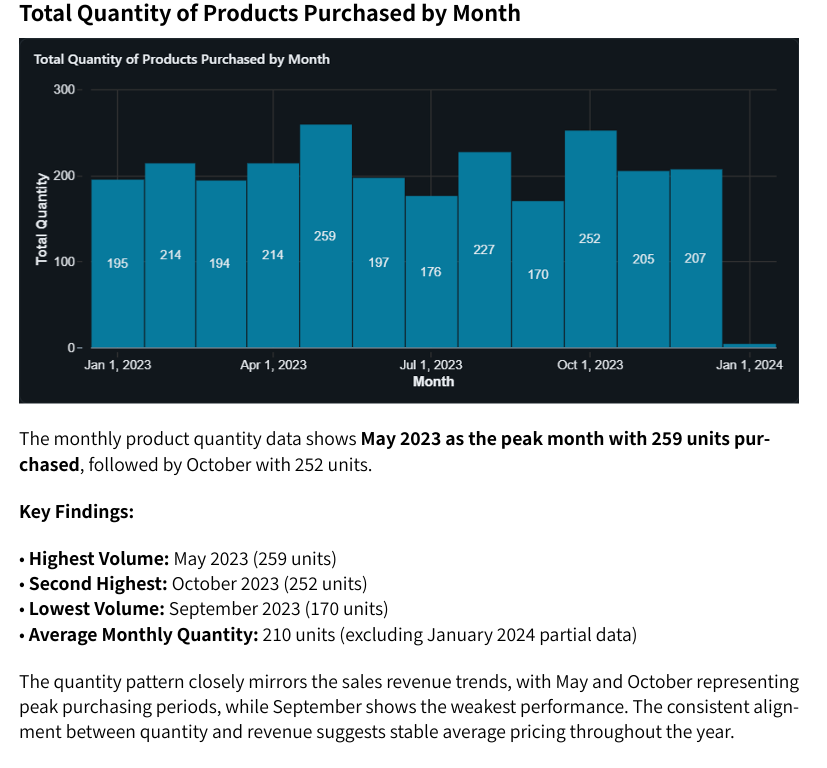 Total Quantity of Products Purchased by Month
Total Quantity of Products Purchased by Month
Total Quantity
300
200
100
0
195
214
194
214
259
197
176
227
170
252
205
207
Jan 1, 2023
Apr 1, 2023
Jul 1, 2023
Oct 1, 2023
Jan 1, 2024
Month
The monthly product quantity data shows May 2023 as the peak month with 259 units pur-
chased, followed by October with 252 units.
Key Findings:
• Highest Volume: May 2023 (259 units)
• Second Highest: October 2023 (252 units)
• Lowest Volume: September 2023 (170 units)
• Average Monthly Quantity: 210 units (excluding January 2024 partial data)
The quantity pattern closely mirrors the sales revenue trends, with May and October representing
peak purchasing periods, while September shows the weakest performance. The consistent align-
ment between quantity and revenue suggests stable average pricing throughout the year.